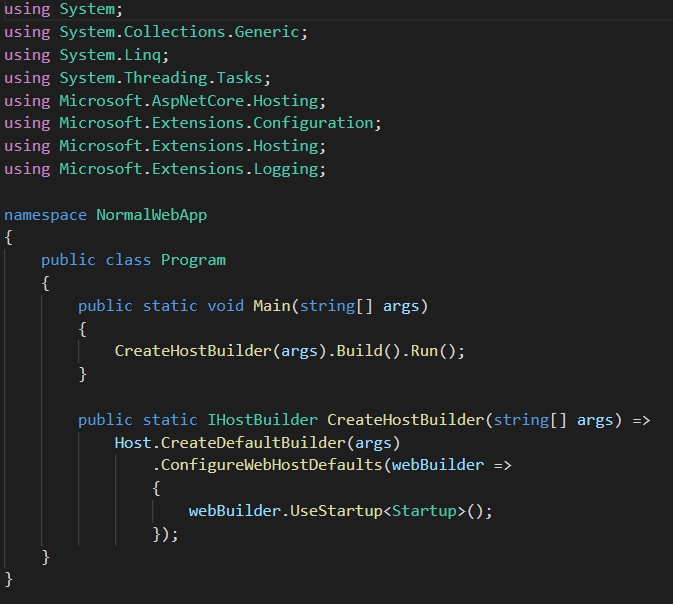 using System;
using System.Collections.Generic;
using System.Linq;
using System.Threading.Tasks;
using Microsoft.AspNetCore.Hosting;
using Microsoft.Extensions.Configuration;
using Microsoft.Extensions.Hosting;
using Microsoft.Extensions.Logging;

namespace NormalWebApp
{
    public class Program
    {
        public static void Main(string[] args)
        {
            CreateHostBuilder(args).Build().Run();
        }

        public static IHostBuilder CreateHostBuilder(string[] args) =>
            Host.CreateDefaultBuilder(args)
                .ConfigureWebHostDefaults(webBuilder =>
                {
                    webBuilder.UseStartup<Startup>();
                });
    }
}